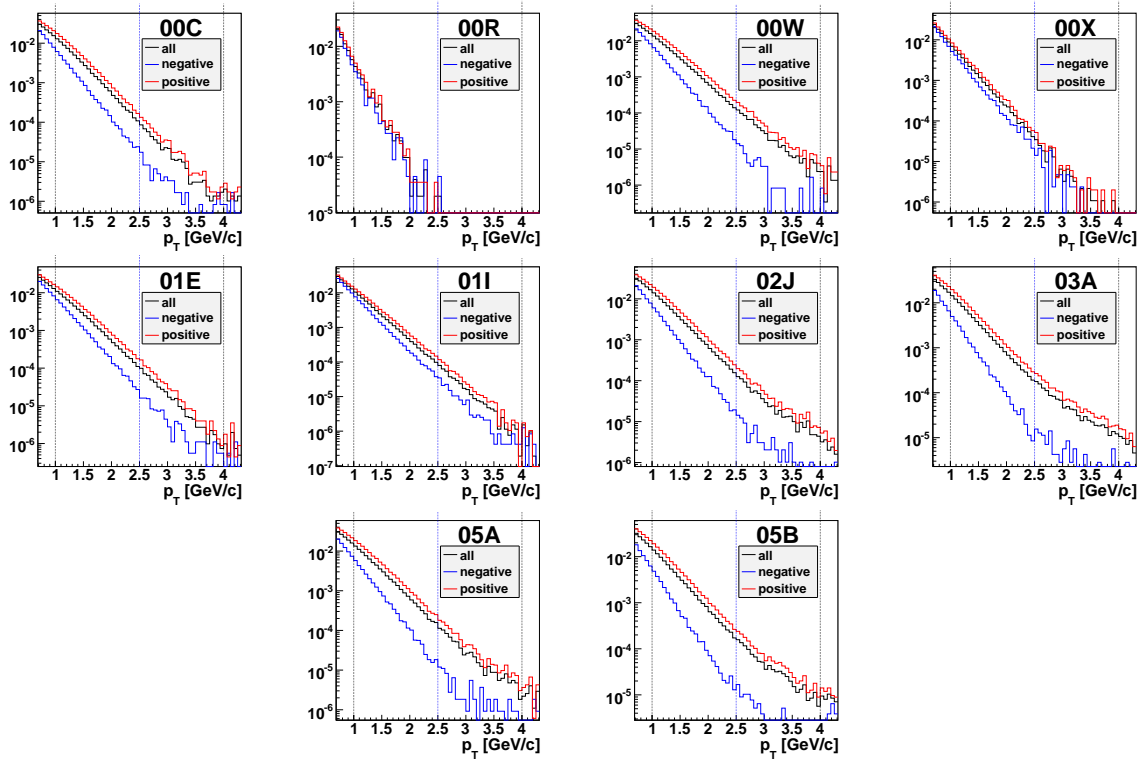 00C
all
negative
positive
10^-2
10^-3
10^-4
10^-5
10^-6
1 1.5 2 2.5 3 3.5 4
p_T [GeV/c]
00R
all
negative
positive
10^-2
10^-3
10^-4
10^-5
1 1.5 2 2.5 3 3.5 4
p_T [GeV/c]
00W
all
negative
positive
10^-2
10^-3
10^-4
10^-5
10^-6
1 1.5 2 2.5 3 3.5 4
p_T [GeV/c]
00X
all
negative
positive
10^-2
10^-3
10^-4
10^-5
10^-6
1 1.5 2 2.5 3 3.5 4
p_T [GeV/c]
01E
all
negative
positive
10^-2
10^-3
10^-4
10^-5
10^-6
1 1.5 2 2.5 3 3.5 4
p_T [GeV/c]
01I
all
negative
positive
10^-2
10^-3
10^-4
10^-5
10^-6
10^-7
1 1.5 2 2.5 3 3.5 4
p_T [GeV/c]
02J
all
negative
positive
10^-2
10^-3
10^-4
10^-5
10^-6
1 1.5 2 2.5 3 3.5 4
p_T [GeV/c]
03A
all
negative
positive
10^-2
10^-3
10^-4
10^-5
1 1.5 2 2.5 3 3.5 4
p_T [GeV/c]
05A
all
negative
positive
10^-2
10^-3
10^-4
10^-5
10^-6
1 1.5 2 2.5 3 3.5 4
p_T [GeV/c]
05B
all
negative
positive
10^-2
10^-3
10^-4
10^-5
1 1.5 2 2.5 3 3.5 4
p_T [GeV/c]